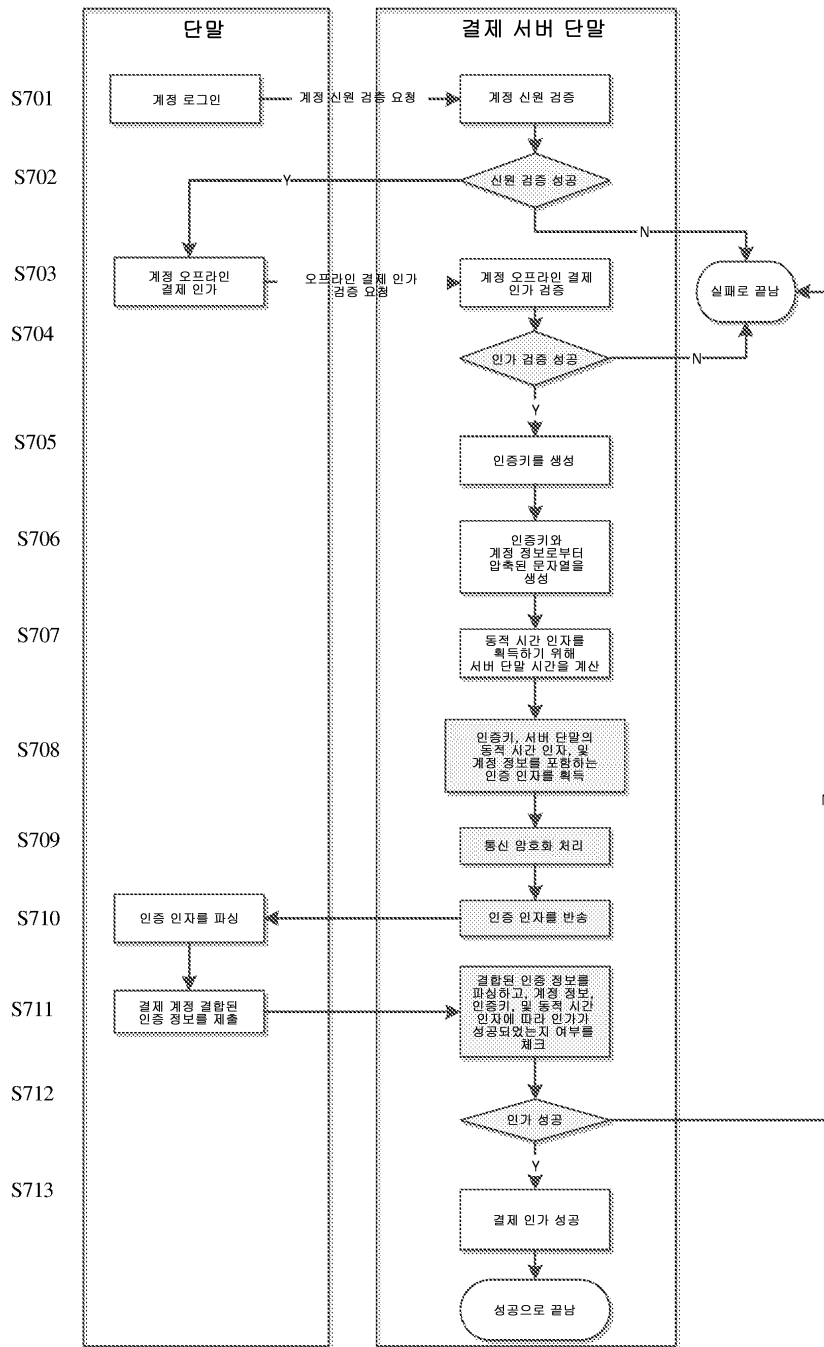 단말
결제 서버 단말
S701
계정 로그인
계정 신원 검증 요청
계정 신원 검증
S702
신원 검증 성공
Y
N
S703
계정 오프라인
결제 인가
오프라인 결제 인가
검증 요청
계정 오프라인 결제
인가 검증
실패로 끝남
S704
인가 검증 성공
N
Y
S705
인증키를 생성
S706
인증키와
계정 정보로부터
압축된 문자열을
생성
S707
동적 시간 인자를
획득하기 위해
서버 단말 시간을 계산
S708
인증키, 서버 단말의
동적 시간 인자, 및
계정 정보를 포함하는
인증 인자를 획득
S709
통신 암호화 처리
S710
인증 인자를 파싱
인증 인자를 반송
S711
결제 계정 결합된
인증 정보를 제출
결합된 인증 정보를
파싱하고, 계정 정보,
인증키, 및 동적 시간
인자에 따라 인가가
성공되었는지 여부를
체크
S712
인가 성공
Y
S713
결제 인가 성공
성공으로 끝남